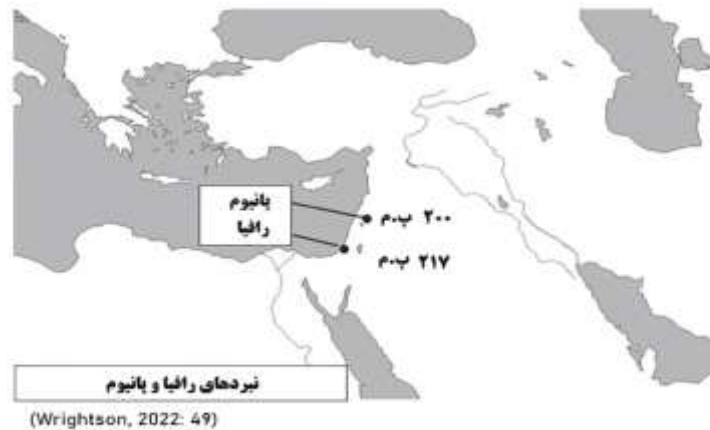 پانیوم
رافیا
۲۰۰ پ.م
۲۱۷ پ.م
نبردهای رافیا و پانیوم
(Wrightson, 2022: 49)